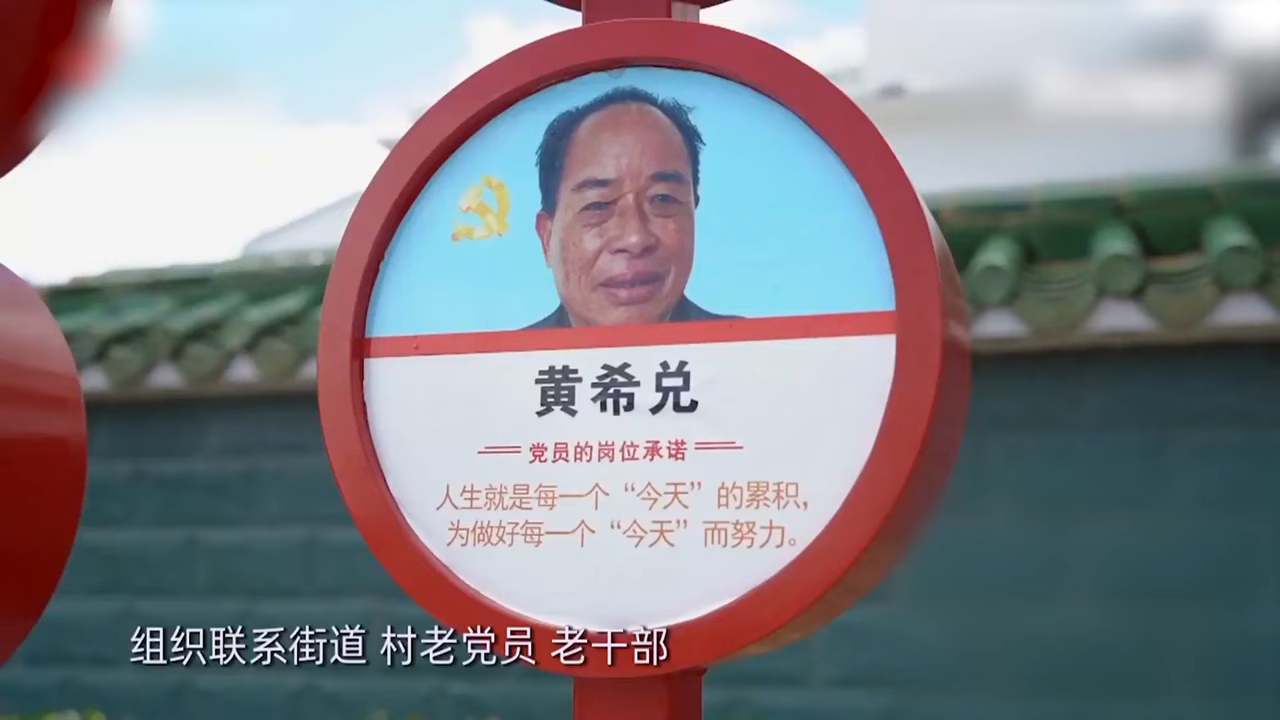 黄希兑
党员的岗位承诺
人生就是每一个“今天”的累积，
为做好每一个“今天”而努力。
组织联系街道 村老党员 老干部